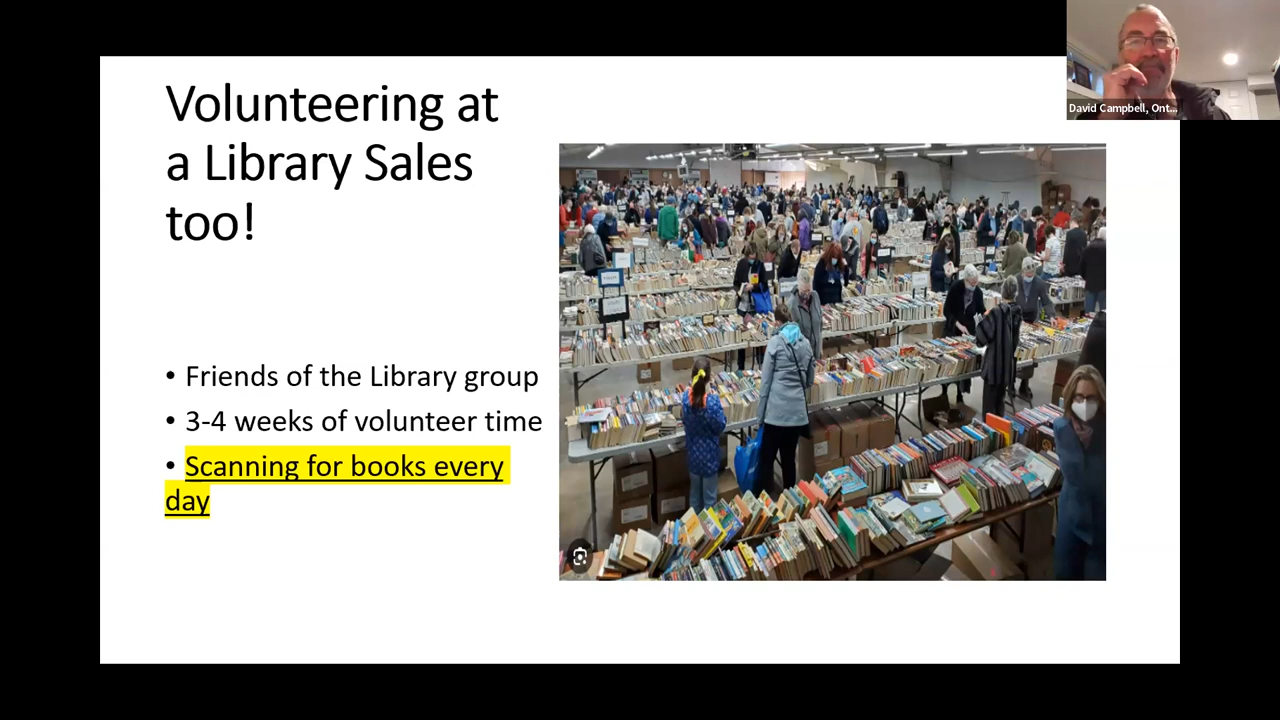 Volunteering at
a Library Sales
too!
• Friends of the Library group
• 3-4 weeks of volunteer time
• Scanning for books every
day
David Campbell, Ont...